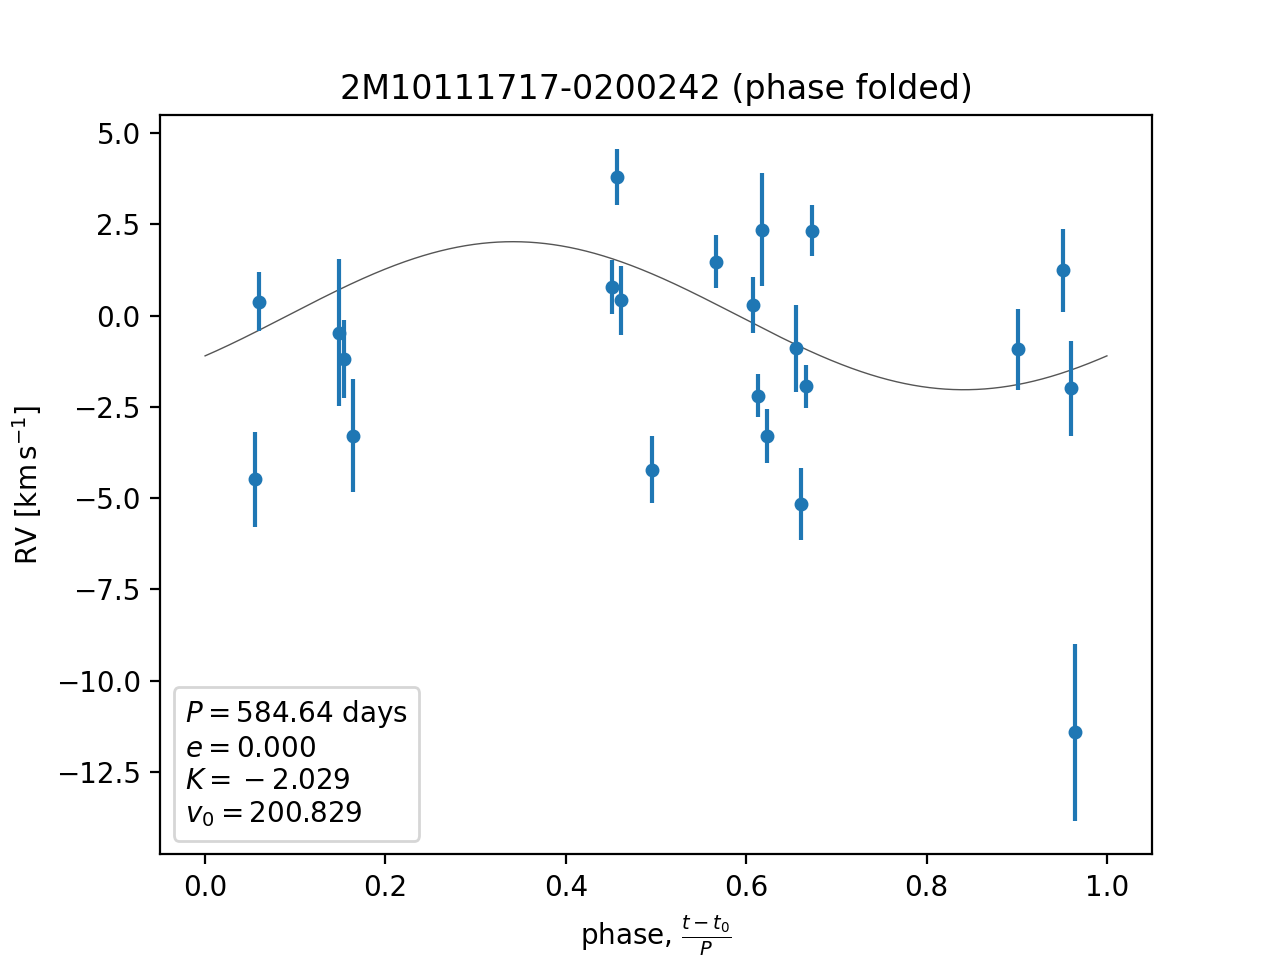 2M10111717-0200242 (phase folded)
RV [km s⁻¹]
5.0
2.5
0.0
−2.5
−5.0
−7.5
−10.0
−12.5
P = 584.64 days
e = 0.000
K = −2.029
v₀ = 200.829
0.0 0.2 0.4 0.6 0.8 1.0
phase, (t − t₀)/P